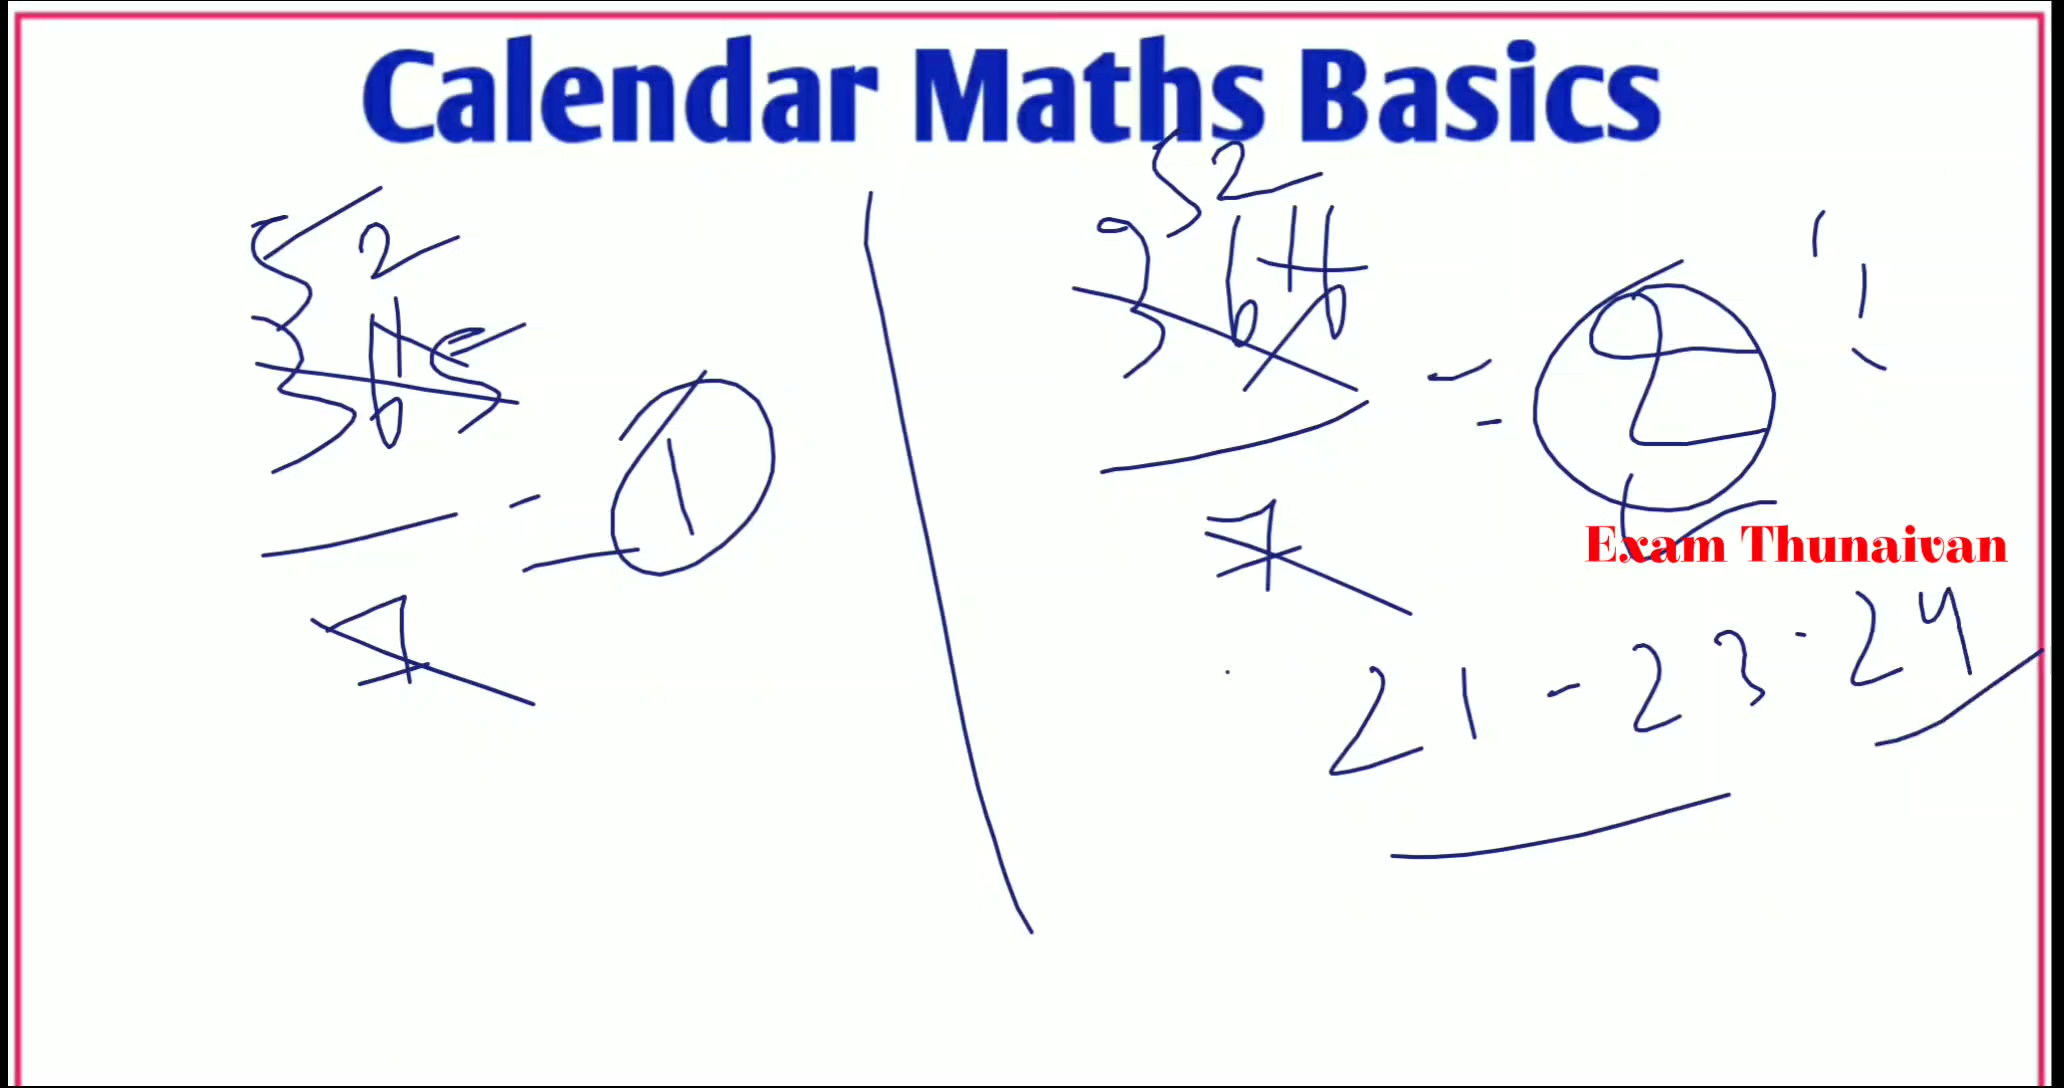 Calendar Maths Basics
52
365
- 1
7
52
366
- 2
7
Exam Thunaivan
21 - 23 - 24